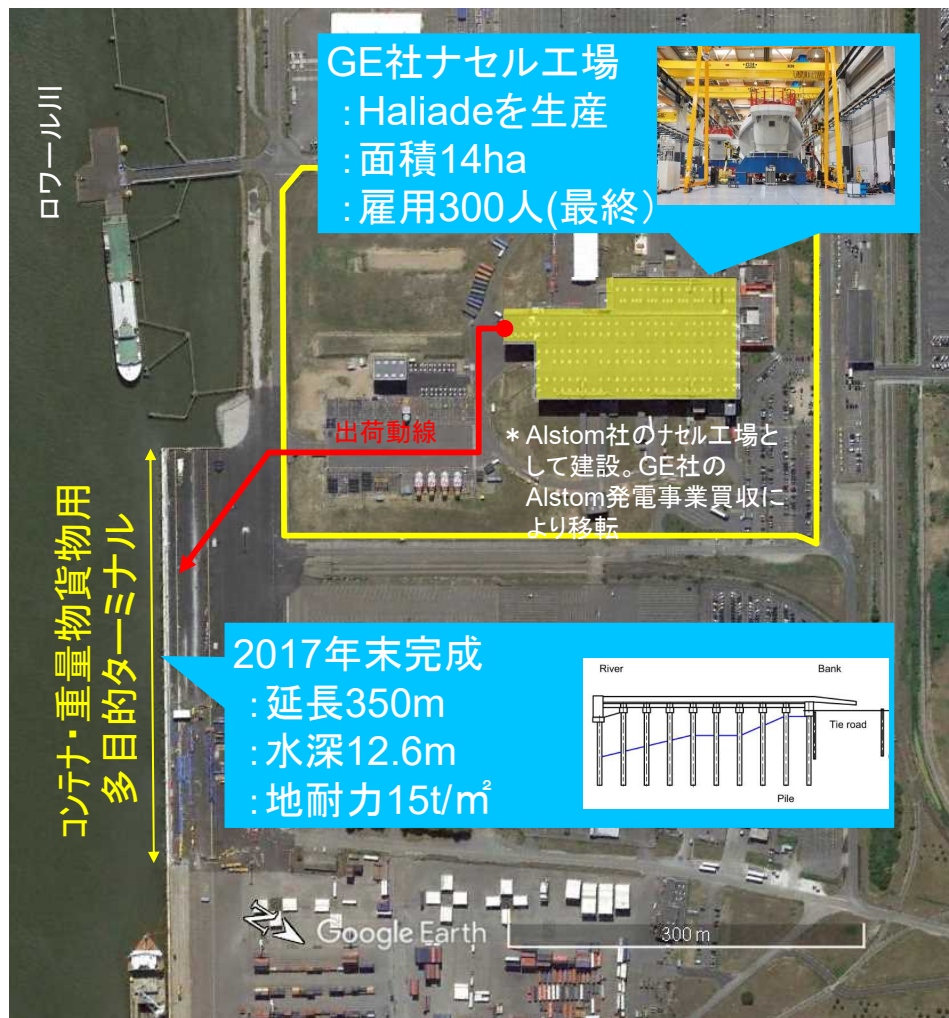 GE社ナセル工場
:Haliadeを生産
:面積14ha
:雇用300人(最終)
ロワール川
出荷動線
＊Alstom社のナセル工場と
して建設。GE社の
Alstom発電事業買収に
より移転
コンテナ・重量物貨物用
多目的ターミナル
2017年末完成
:延長350m
:水深12.6m
:地耐力15t/㎡
River
Bank
Tie road
Pile
N
Google Earth
300 m